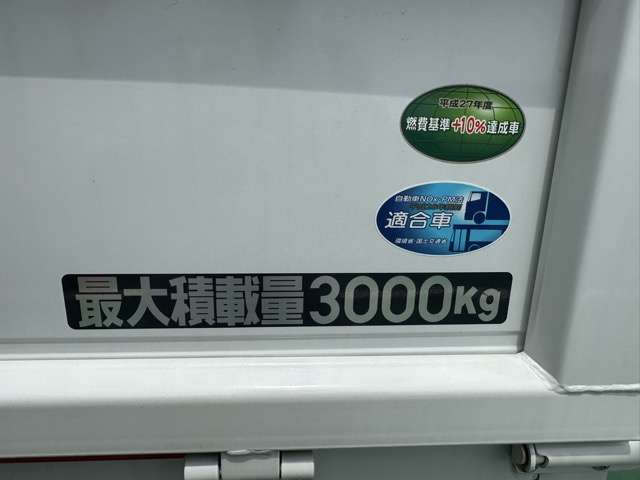 平成27年度
燃費基準+10%達成車
自動車NOx・PM法
適合車
環境省・国土交通省
最大積載量3000Kg